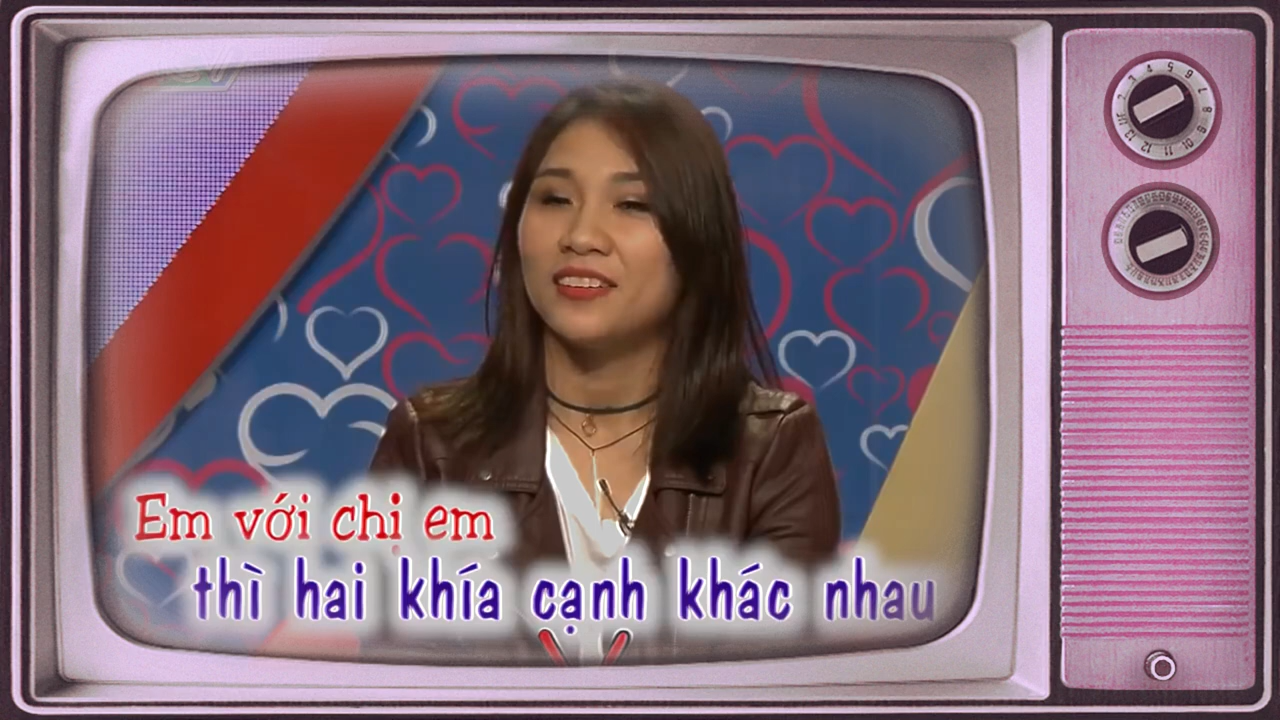 Em với chị em
thì hai khía cạnh khác nhau